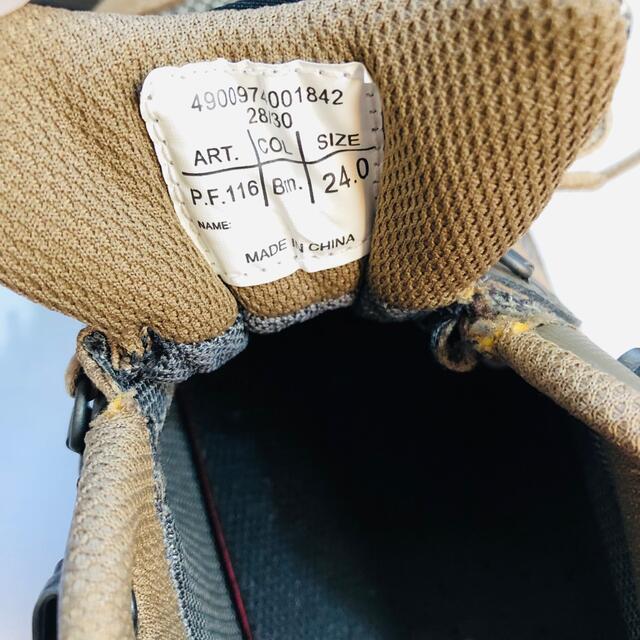 4900974001842
28/30
ART. COL SIZE
P.F.116 Brn. 24.0
NAME:
MADE IN CHINA